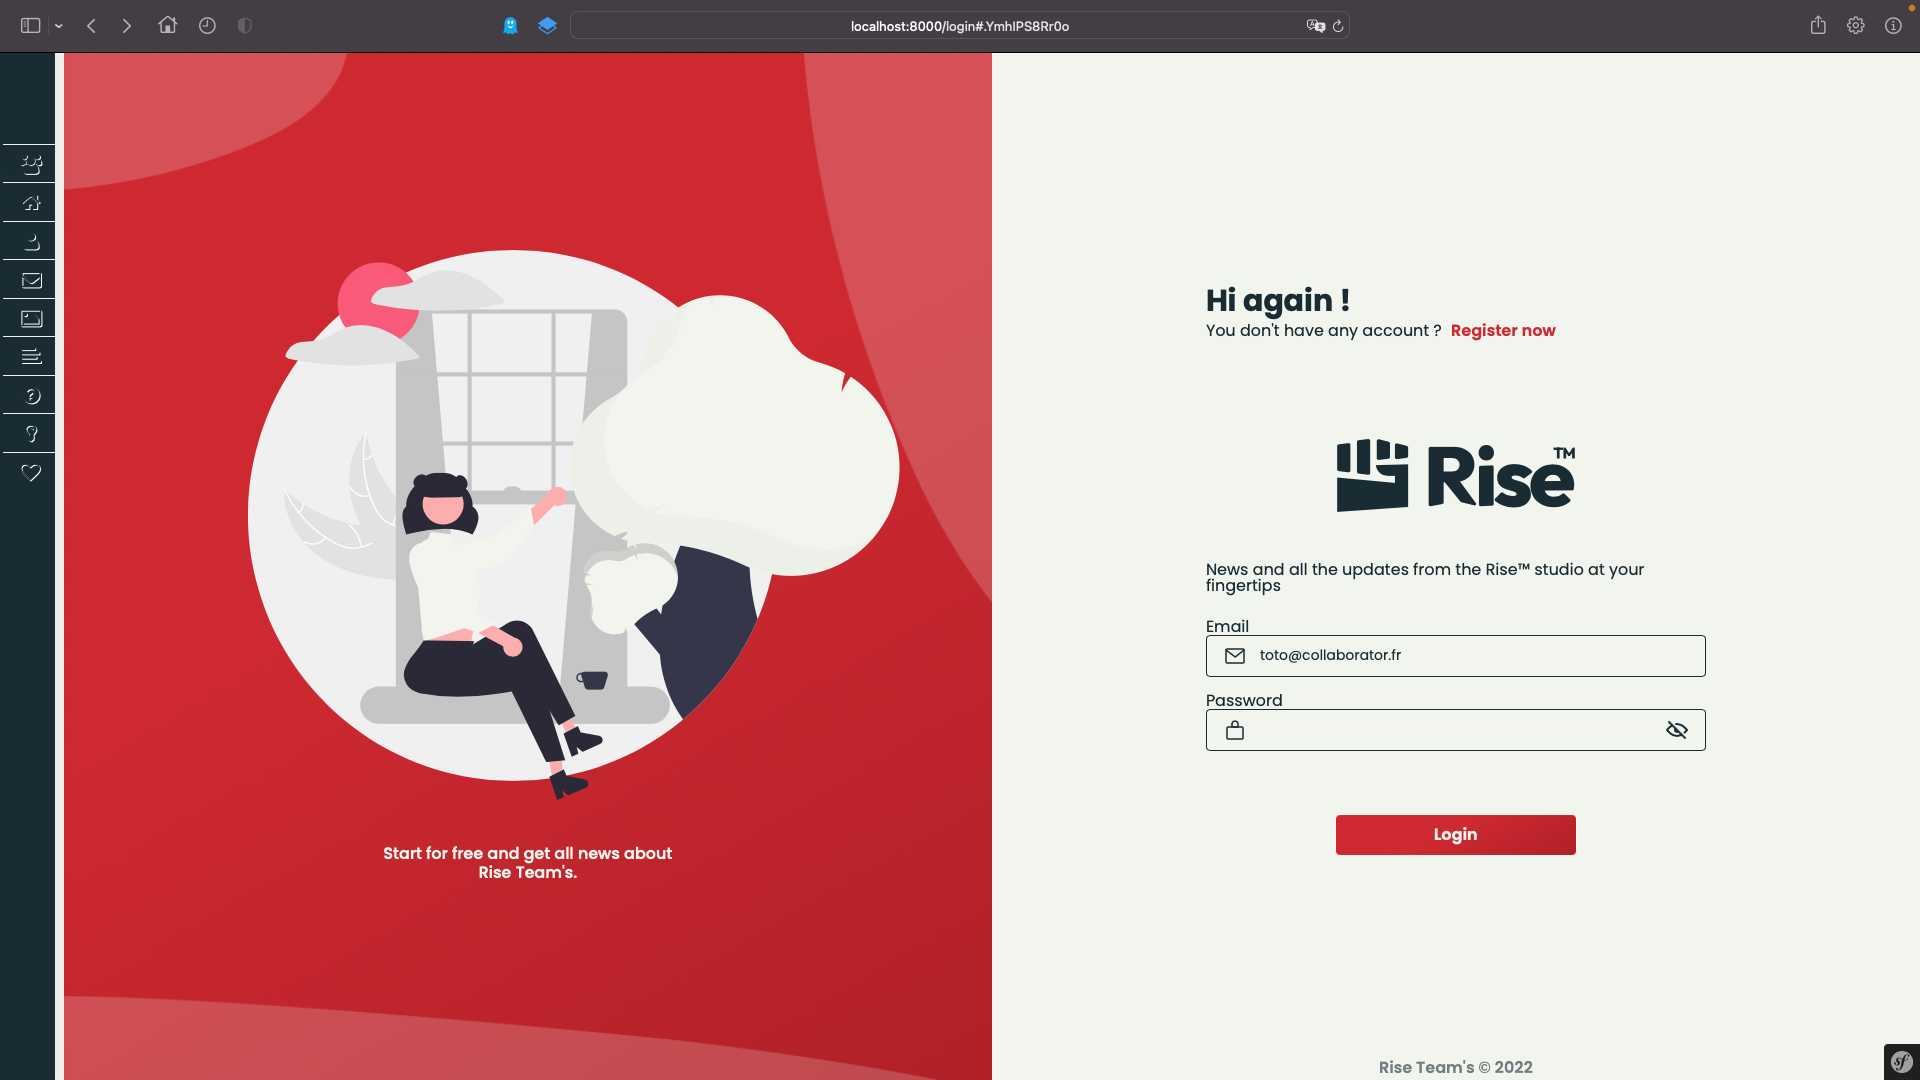 localhost:8000/login#.YmhIPS8Rr0o
Hi again !
You don't have any account ? Register now
Rise™
News and all the updates from the Rise™ studio at your
fingertips
Email
toto@collaborator.fr
Password
Login
Start for free and get all news about
Rise Team's.
Rise Team's © 2022
sf